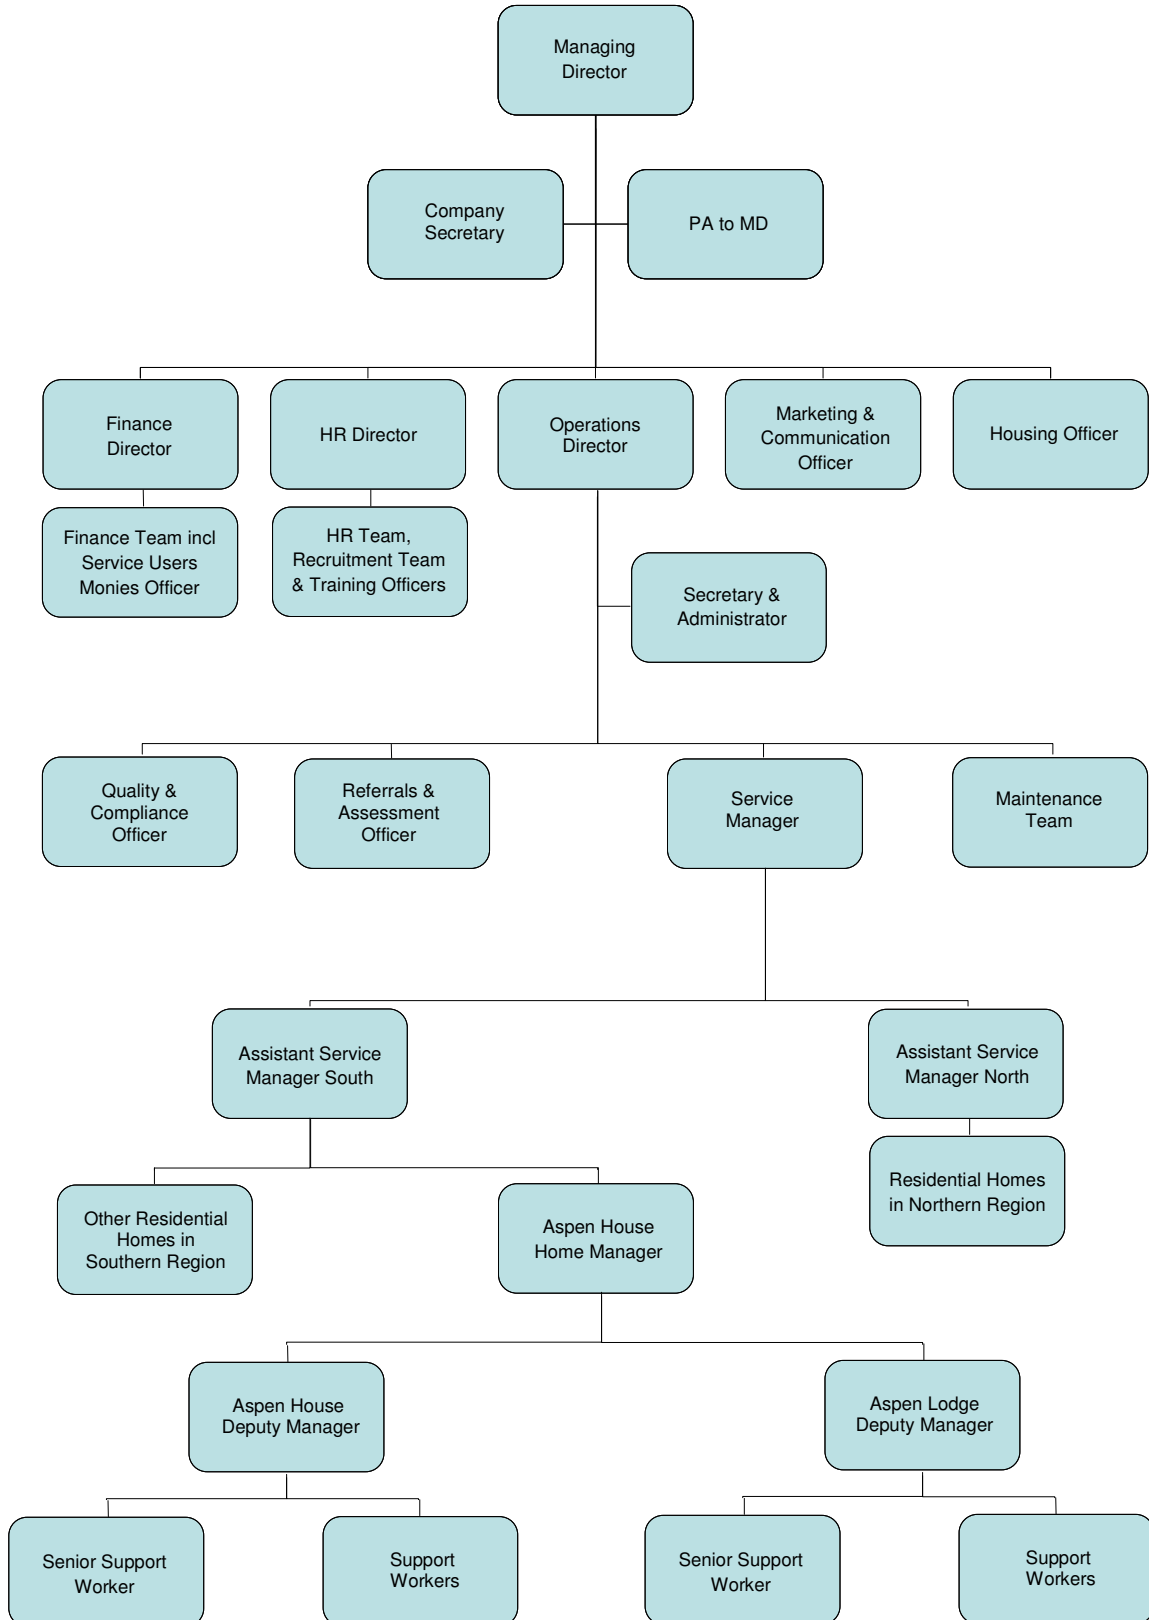 Managing
Director
Company
Secretary
PA to MD
Finance
Director
HR Director
Operations
Director
Marketing &
Communication
Officer
Housing Officer
Finance Team incl
Service Users
Monies Officer
HR Team,
Recruitment Team
& Training Officers
Secretary &
Administrator
Quality &
Compliance
Officer
Referrals &
Assessment
Officer
Service
Manager
Maintenance
Team
Assistant Service
Manager South
Assistant Service
Manager North
Other Residential
Homes in
Southern Region
Aspen House
Home Manager
Residential Homes
in Northern Region
Aspen House
Deputy Manager
Aspen Lodge
Deputy Manager
Senior Support
Worker
Support
Workers
Senior Support
Worker
Support
Workers